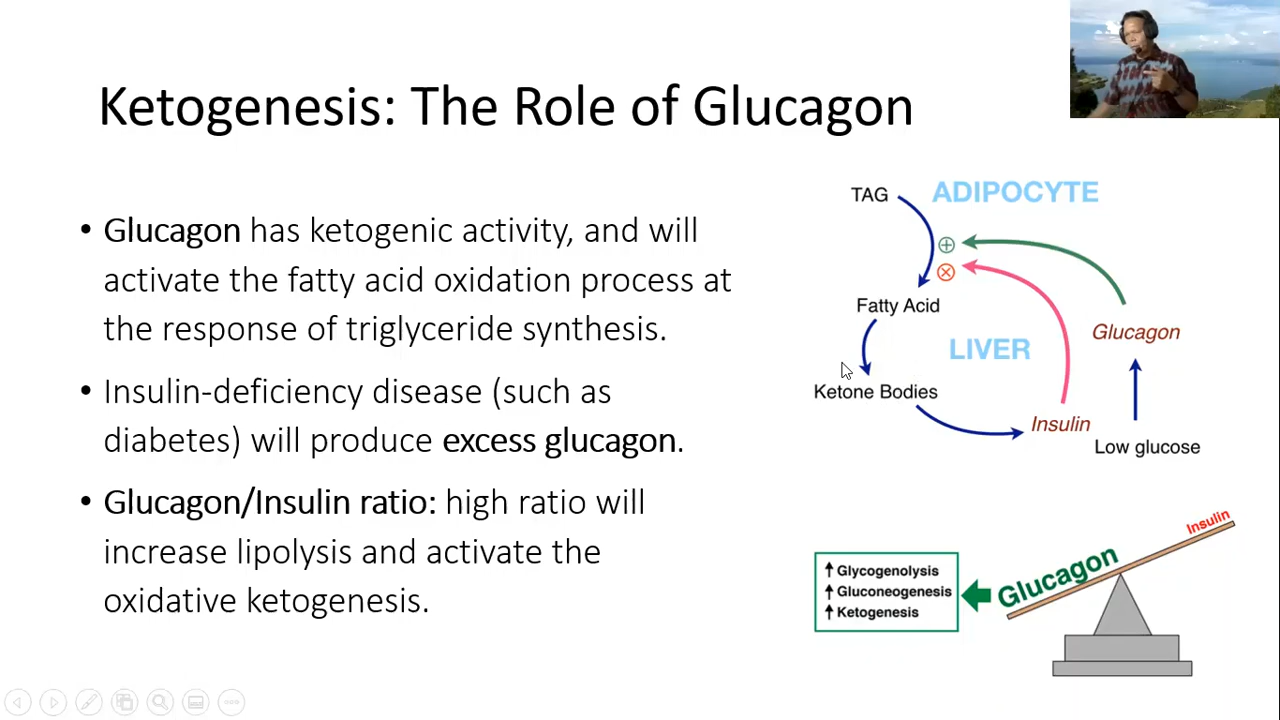 Ketogenesis: The Role of Glucagon
• Glucagon has ketogenic activity, and will
activate the fatty acid oxidation process at
the response of triglyceride synthesis.
• Insulin-deficiency disease (such as
diabetes) will produce excess glucagon.
• Glucagon/Insulin ratio: high ratio will
increase lipolysis and activate the
oxidative ketogenesis.
TAG
ADIPOCYTE
Fatty Acid
Glucagon
LIVER
Ketone Bodies
Insulin
Low glucose
Insulin
Glucagon
Glycogenolysis
Gluconeogenesis
Ketogenesis